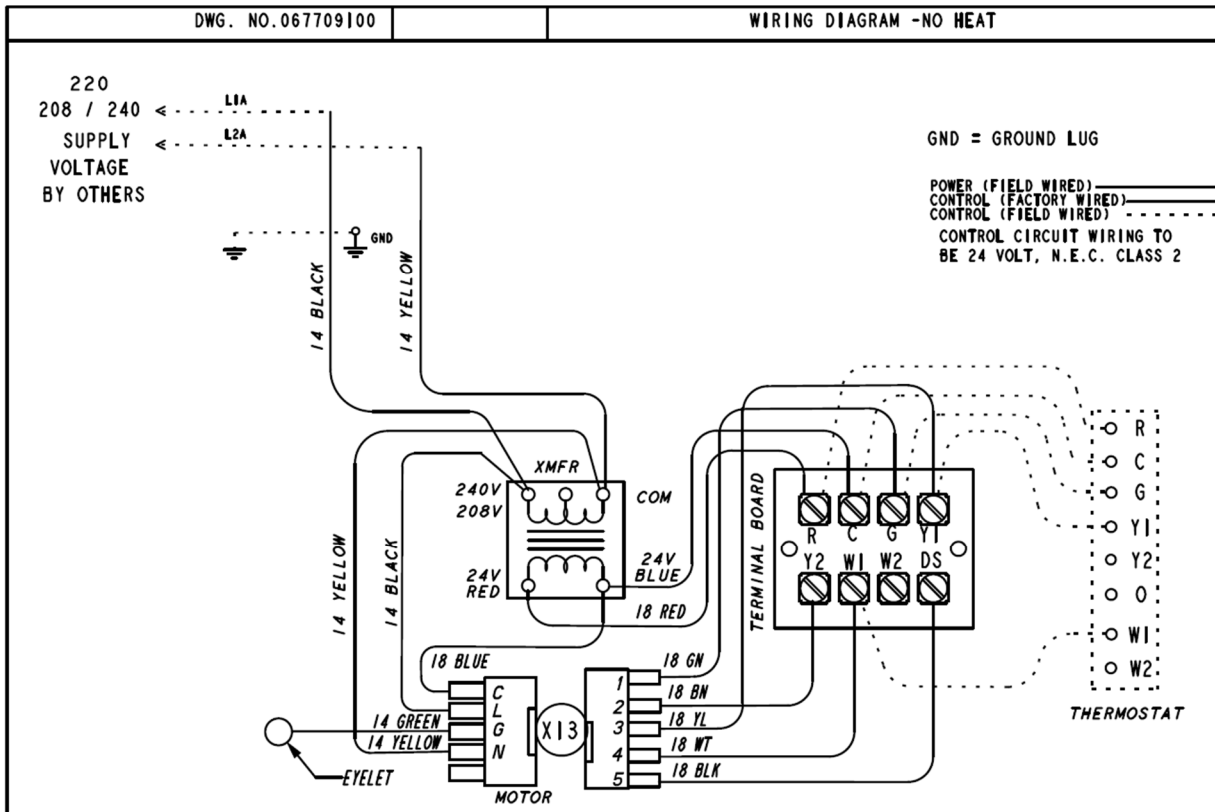 DWG. NO.067709100
WIRING DIAGRAM -NO HEAT
220
208 / 240
SUPPLY
VOLTAGE
BY OTHERS
L1A
L2A
GND
14 BLACK
14 YELLOW
GND = GROUND LUG
POWER (FIELD WIRED)
CONTROL (FACTORY WIRED)
CONTROL (FIELD WIRED)
CONTROL CIRCUIT WIRING TO
BE 24 VOLT, N.E.C. CLASS 2
XMFR
240V
208V
COM
24V
RED
24V
BLUE
14 YELLOW
14 BLACK
18 RED
18 BLUE
TERMINAL BOARD
R C G Y1
Y2 W1 W2 DS
R
C
G
Y1
Y2
O
W1
W2
THERMOSTAT
C
L
G
N
14 GREEN
14 YELLOW
EYELET
MOTOR
X13
1
2
3
4
5
18 GN
18 BN
18 YL
18 WT
18 BLK